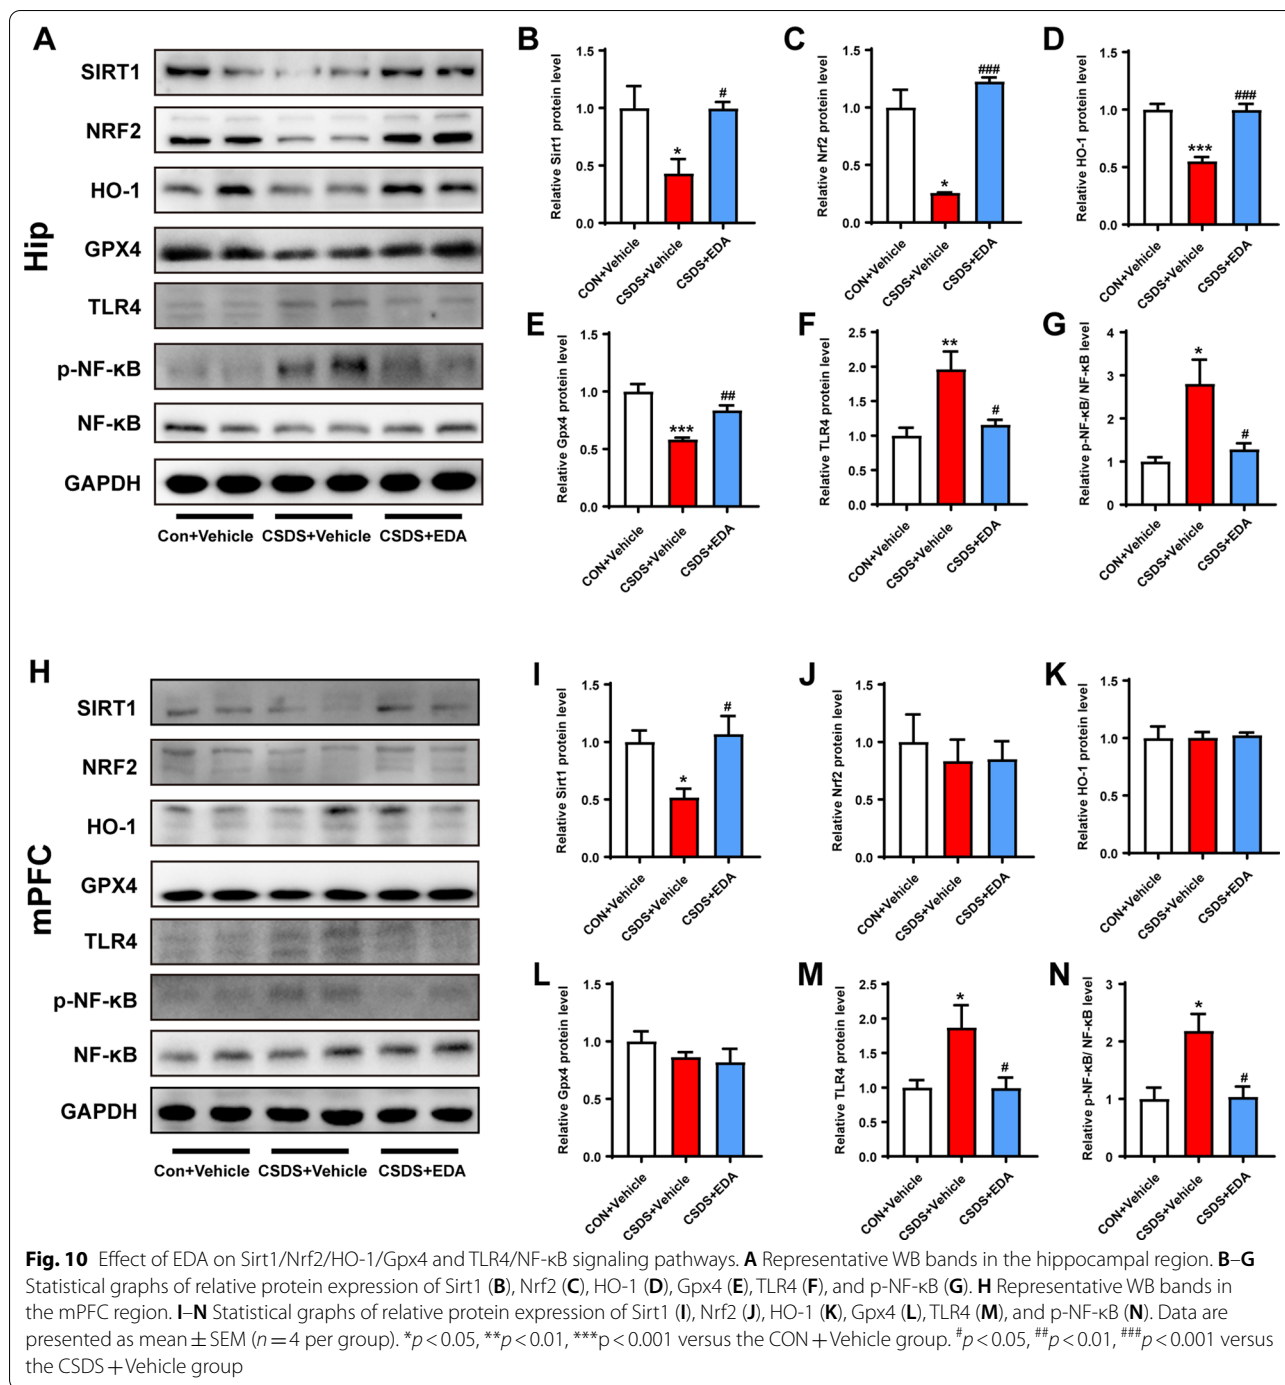 A
SIRT1
NRF2
HO-1
GPX4
TLR4
p-NF-κB
NF-κB
GAPDH
Hip
Con+Vehicle CSDS+Vehicle CSDS+EDA
B
Relative Sirt1 protein level
1.5
1.0
0.5
0.0
*
#
CON+Vehicle
CSDS+Vehicle
CSDS+EDA
C
Relative Nrf2 protein level
1.5
1.0
0.5
0.0
*
###
CON+Vehicle
CSDS+Vehicle
CSDS+EDA
D
Relative HO-1 protein level
1.5
1.0
0.5
0.0
***
###
CON+Vehicle
CSDS+Vehicle
CSDS+EDA
E
Relative Gpx4 protein level
1.5
1.0
0.5
0.0
***
##
CON+Vehicle
CSDS+Vehicle
CSDS+EDA
F
Relative TLR4 protein level
2.5
2.0
1.5
1.0
0.5
0.0
**
#
CON+Vehicle
CSDS+Vehicle
CSDS+EDA
G
Relative p-NF-κB/ NF-κB level
4
3
2
1
0
*
#
CON+Vehicle
CSDS+Vehicle
CSDS+EDA
H
SIRT1
NRF2
HO-1
GPX4
TLR4
p-NF-κB
NF-κB
GAPDH
mPFC
Con+Vehicle CSDS+Vehicle CSDS+EDA
I
Relative Sirt1 protein level
1.5
1.0
0.5
0.0
*
#
CON+Vehicle
CSDS+Vehicle
CSDS+EDA
J
Relative Nrf2 protein level
1.5
1.0
0.5
0.0
CON+Vehicle
CSDS+Vehicle
CSDS+EDA
K
Relative HO-1 protein level
1.5
1.0
0.5
0.0
CON+Vehicle
CSDS+Vehicle
CSDS+EDA
L
Relative Gpx4 protein level
1.5
1.0
0.5
0.0
CON+Vehicle
CSDS+Vehicle
CSDS+EDA
M
Relative TLR4 protein level
2.5
2.0
1.5
1.0
0.5
0.0
*
#
CON+Vehicle
CSDS+Vehicle
CSDS+EDA
N
Relative p-NF-κB/ NF-κB level
3
2
1
0
*
#
CON+Vehicle
CSDS+Vehicle
CSDS+EDA
Fig. 10 Effect of EDA on Sirt1/Nrf2/HO-1/Gpx4 and TLR4/NF-κB signaling pathways. A Representative WB bands in the hippocampal region. B–G
Statistical graphs of relative protein expression of Sirt1 (B), Nrf2 (C), HO-1 (D), Gpx4 (E), TLR4 (F), and p-NF-κB (G). H Representative WB bands in
the mPFC region. I–N Statistical graphs of relative protein expression of Sirt1 (I), Nrf2 (J), HO-1 (K), Gpx4 (L), TLR4 (M), and p-NF-κB (N). Data are
presented as mean ± SEM (n = 4 per group). *p < 0.05, **p < 0.01, ***p < 0.001 versus the CON + Vehicle group. #p < 0.05, ##p < 0.01, ###p < 0.001 versus
the CSDS + Vehicle group